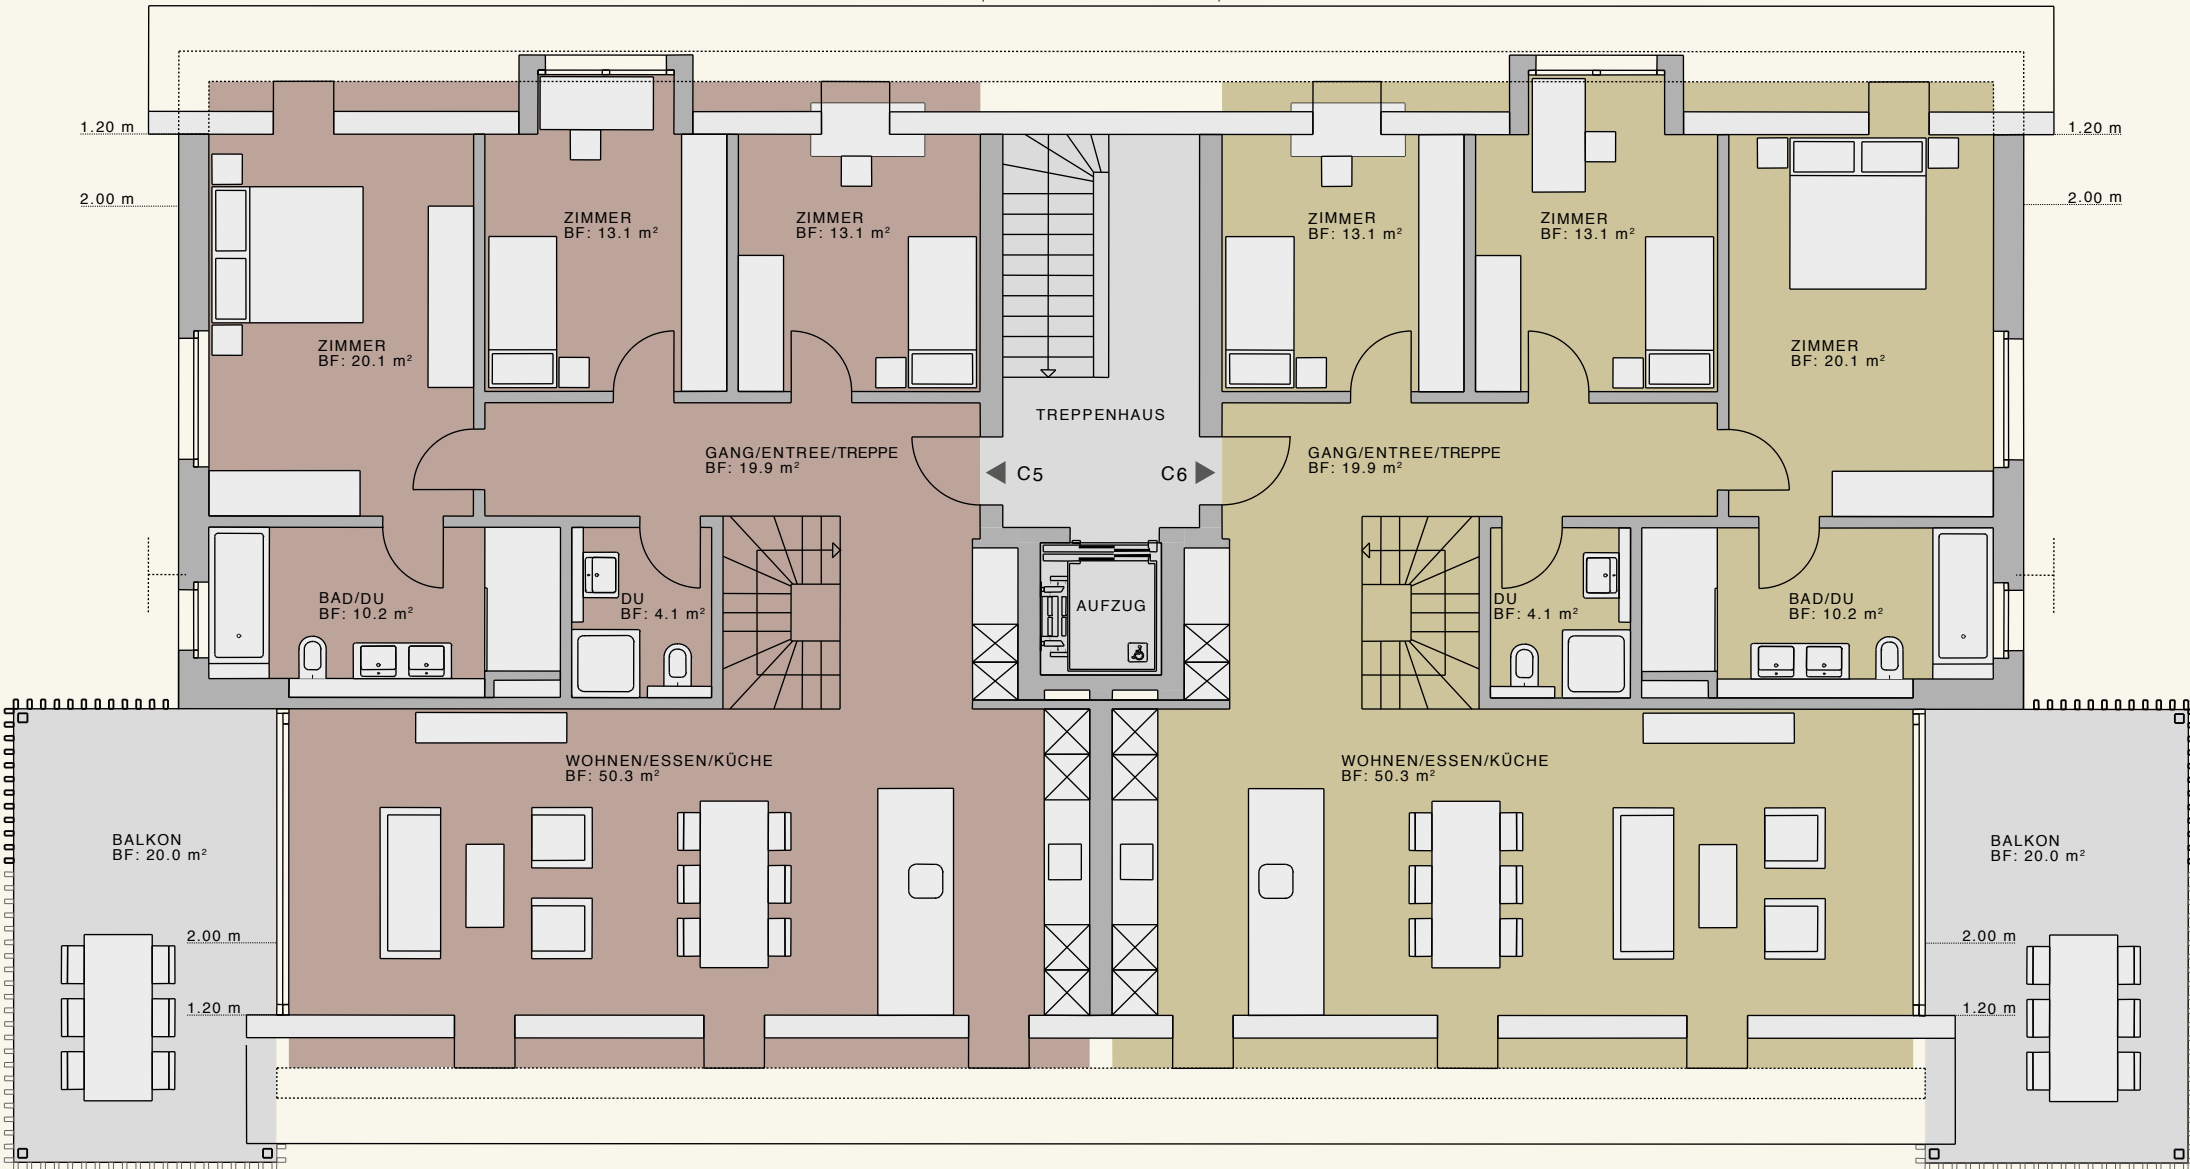 1.20 m
1.20 m
2.00 m
2.00 m
ZIMMER
BF: 13.1 m²
ZIMMER
BF: 13.1 m²
ZIMMER
BF: 13.1 m²
ZIMMER
BF: 13.1 m²
ZIMMER
BF: 20.1 m²
ZIMMER
BF: 20.1 m²
TREPPENHAUS
GANG/ENTREE/TREPPE
BF: 19.9 m²
C5
C6
GANG/ENTREE/TREPPE
BF: 19.9 m²
BAD/DU
BF: 10.2 m²
DU
BF: 4.1 m²
AUFZUG
DU
BF: 4.1 m²
BAD/DU
BF: 10.2 m²
WOHNEN/ESSEN/KÜCHE
BF: 50.3 m²
WOHNEN/ESSEN/KÜCHE
BF: 50.3 m²
BALKON
BF: 20.0 m²
BALKON
BF: 20.0 m²
2.00 m
2.00 m
1.20 m
1.20 m